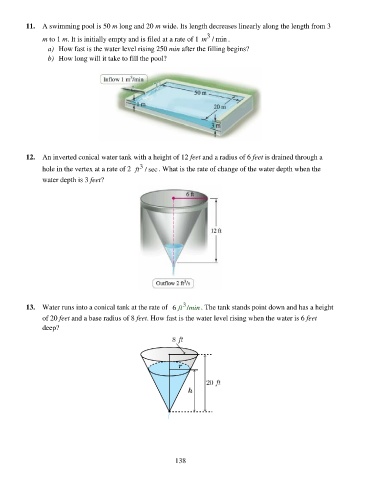 11. A swimming pool is 50 m long and 20 m wide. Its length decreases linearly along the length from 3
m to 1 m. It is initially empty and is filed at a rate of 1 m³ / min.
a) How fast is the water level rising 250 min after the filling begins?
b) How long will it take to fill the pool?
Inflow 1 m³/min
50 m
1 m
20 m
3 m
12. An inverted conical water tank with a height of 12 feet and a radius of 6 feet is drained through a
hole in the vertex at a rate of 2 ft³ / sec. What is the rate of change of the water depth when the
water depth is 3 feet?
6 ft
12 ft
Outflow 2 ft³/s
13. Water runs into a conical tank at the rate of 6 ft³/min. The tank stands point down and has a height
of 20 feet and a base radius of 8 feet. How fast is the water level rising when the water is 6 feet
deep?
8 ft
r
20 ft
h
138